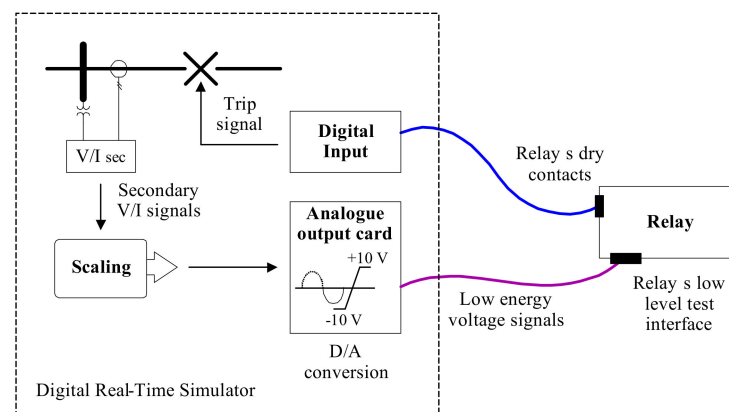 Trip
signal
Digital
Input
Relay s dry
contacts
V/I sec
Secondary
V/I signals
Analogue
output card
+10 V
-10 V
Relay
Scaling
Low energy
voltage signals
Relay s low
level test
interface
D/A
conversion
Digital Real-Time Simulator